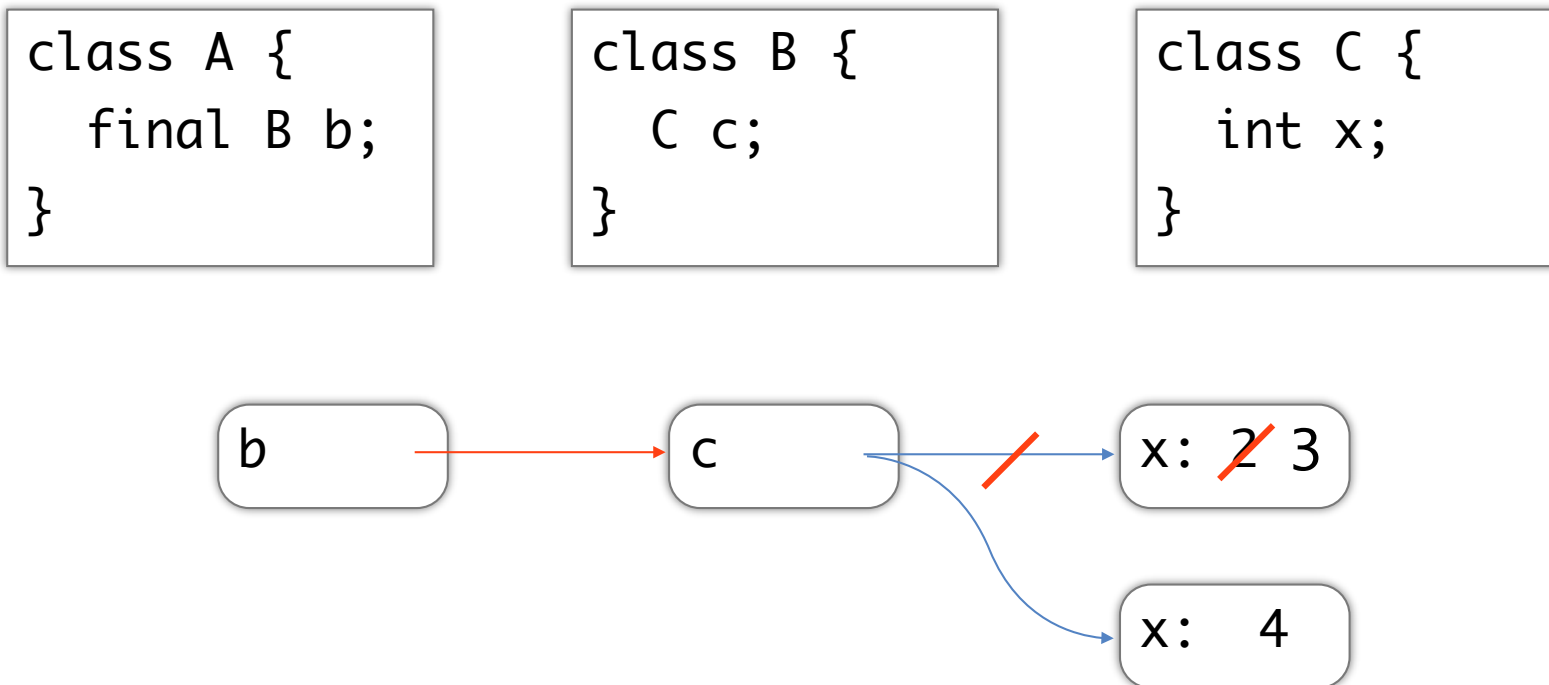 class A {
  final B b;
}
class B {
  C c;
}
class C {
  int x;
}
b
c
x: 2 3
x: 4